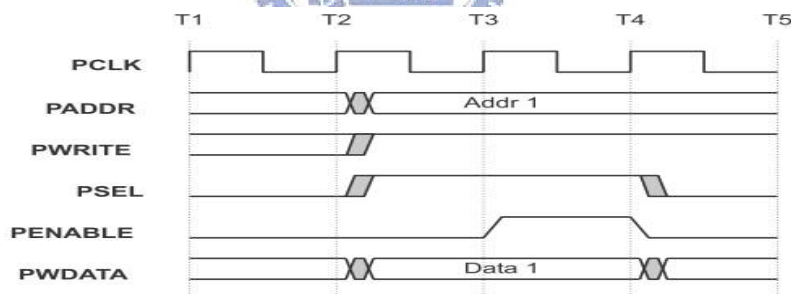 T1 T2 T3 T4 T5
PCLK
PADDR Addr 1
PWRITE
PSEL
PENABLE
PWDATA Data 1